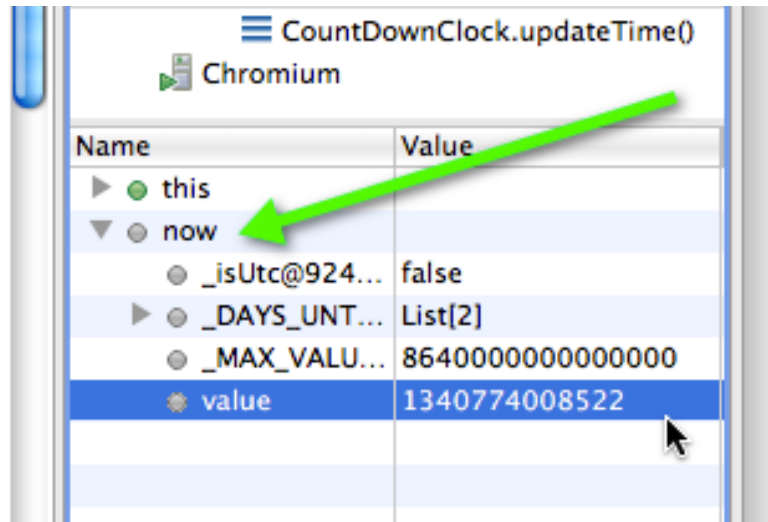 CountDownClock.updateTime()
Chromium
Name Value
this
now
_isUtc@924... false
_DAYS_UNT... List[2]
_MAX_VALU... 8640000000000000
value 1340774008522